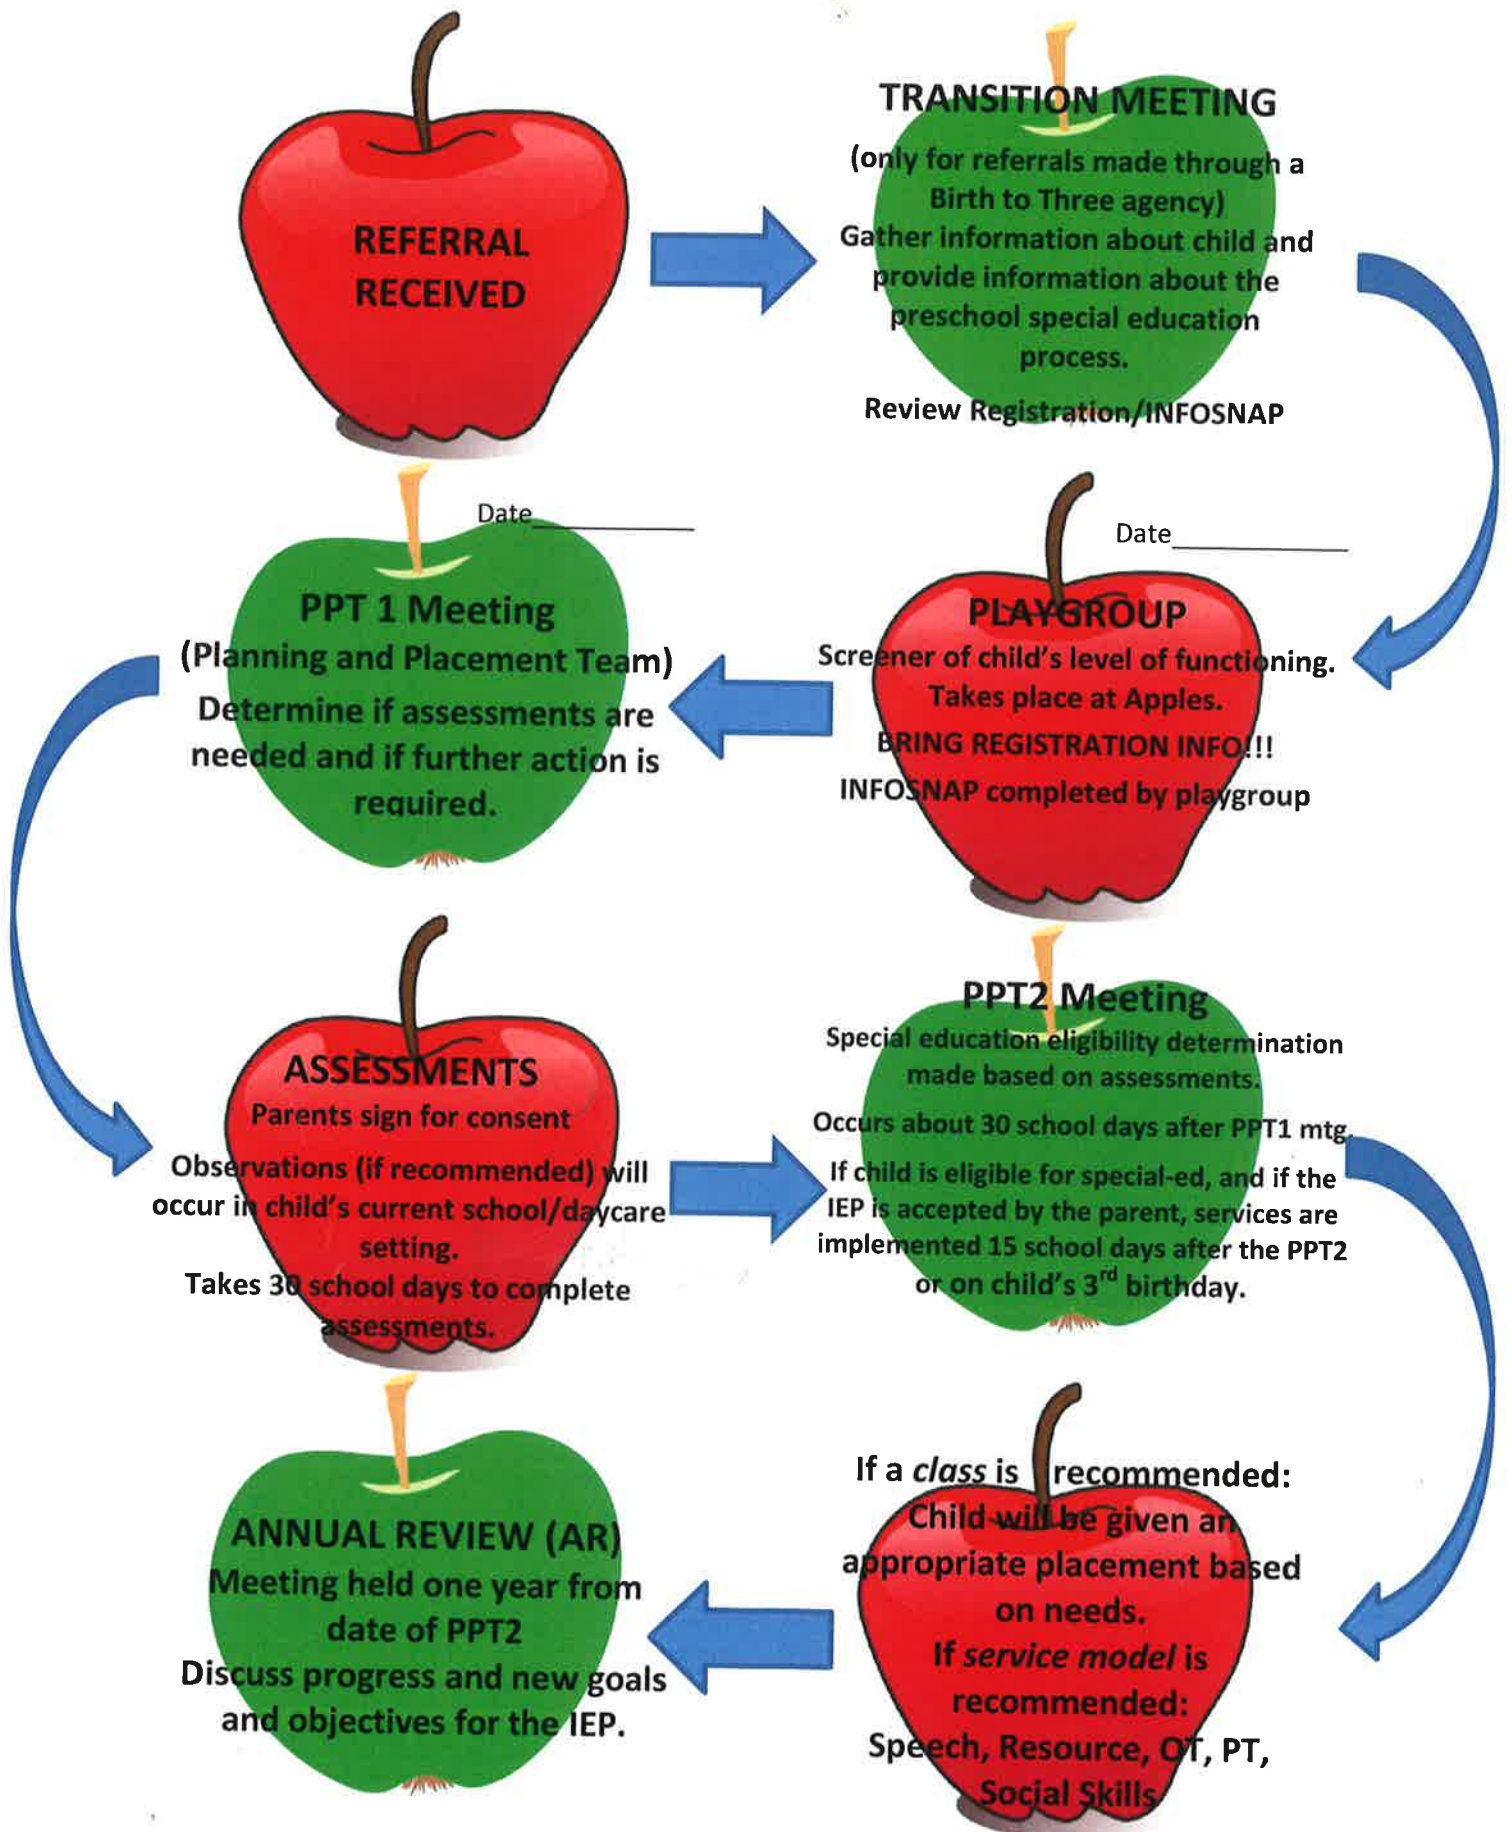 REFERRAL
RECEIVED
TRANSITION MEETING
(only for referrals made through a
Birth to Three agency)
Gather information about child and
provide information about the
preschool special education
process.
Review Registration/INFOSNAP
Date
PLAYGROUP
Screener of child's level of functioning.
Takes place at Apples.
BRING REGISTRATION INFO!!!
INFOSNAP completed by playgroup
Date
PPT 1 Meeting
(Planning and Placement Team)
Determine if assessments are
needed and if further action is
required.
ASSESSMENTS
Parents sign for consent
Observations (if recommended) will
occur in child's current school/daycare
setting.
Takes 30 school days to complete
assessments.
PPT2 Meeting
Special education eligibility determination
made based on assessments.
Occurs about 30 school days after PPT1 mtg.
If child is eligible for special-ed, and if the
IEP is accepted by the parent, services are
implemented 15 school days after the PPT2
or on child's 3rd birthday.
If a class is recommended:
Child will be given an
appropriate placement based
on needs.
If service model is
recommended:
Speech, Resource, OT, PT,
Social Skills
ANNUAL REVIEW (AR)
Meeting held one year from
date of PPT2
Discuss progress and new goals
and objectives for the IEP.